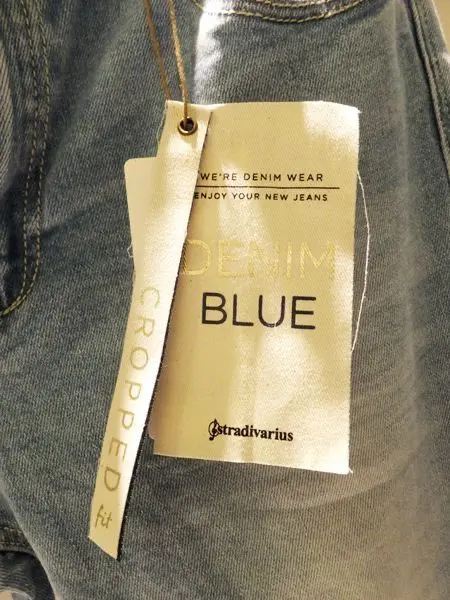 WE'RE DENIM WEAR
ENJOY YOUR NEW JEANS
DENIM
BLUE
stradivarius
CROPPED
fit